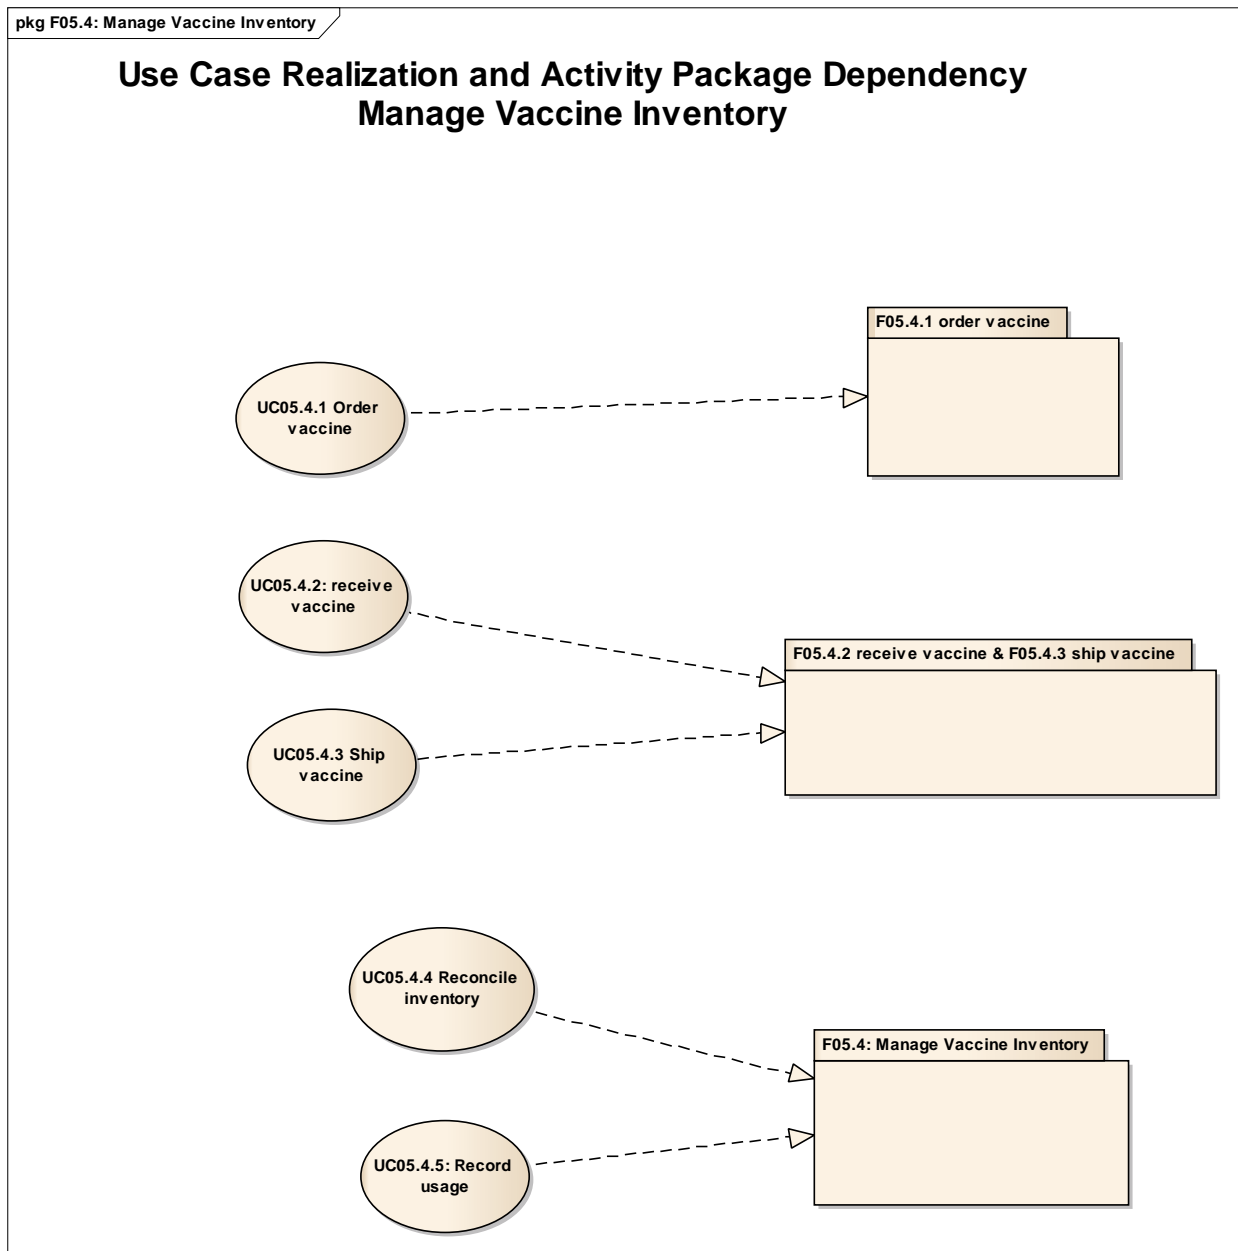 pkg F05.4: Manage Vaccine Inventory
Use Case Realization and Activity Package Dependency
Manage Vaccine Inventory
F05.4.1 order vaccine
UC05.4.1 Order
vaccine
UC05.4.2: receive
vaccine
F05.4.2 receive vaccine & F05.4.3 ship vaccine
UC05.4.3 Ship
vaccine
UC05.4.4 Reconcile
inventory
F05.4: Manage Vaccine Inventory
UC05.4.5: Record
usage